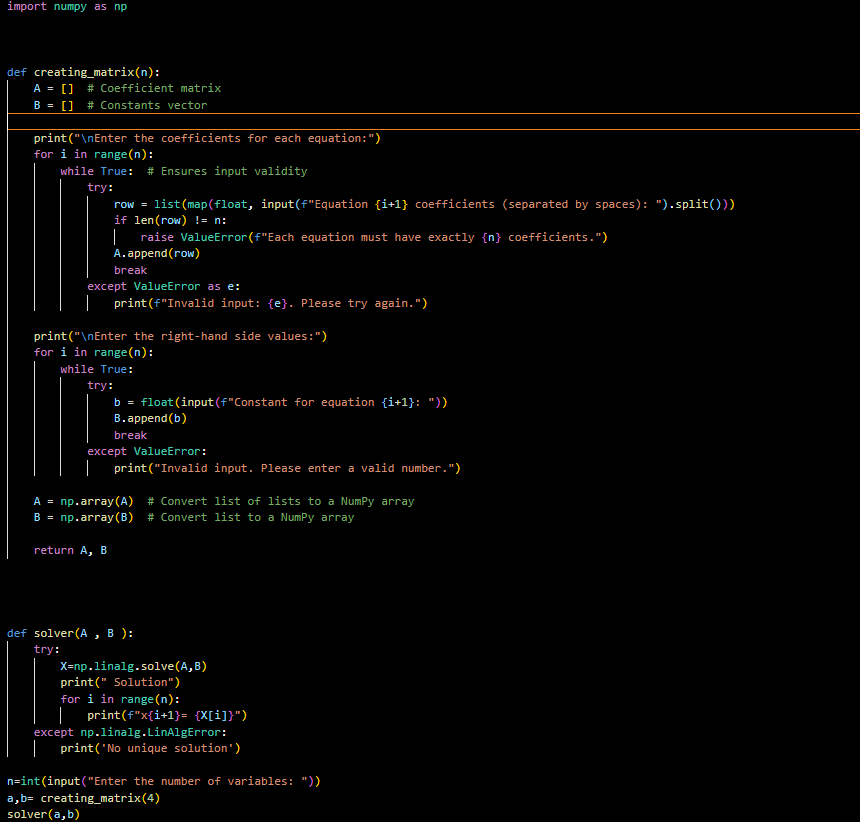 import numpy as np
def creating_matrix(n):
    A = []  # Coefficient matrix
    B = []  # Constants vector
    print("\nEnter the coefficients for each equation:")
    for i in range(n):
        while True:  # Ensures input validity
            try:
                row = list(map(float, input(f"Equation {i+1} coefficients (separated by spaces): ").split()))
                if len(row) != n:
                    raise ValueError(f"Each equation must have exactly {n} coefficients.")
                A.append(row)
                break
            except ValueError as e:
                print(f"Invalid input: {e}. Please try again.")
    print("\nEnter the right-hand side values:")
    for i in range(n):
        while True:
            try:
                b = float(input(f"Constant for equation {i+1}: "))
                B.append(b)
                break
            except ValueError:
                print("Invalid input. Please enter a valid number.")
    A = np.array(A)  # Convert list of lists to a NumPy array
    B = np.array(B)  # Convert list to a NumPy array
    return A, B
def solver(A , B ):
    try:
        X=np.linalg.solve(A,B)
        print(" Solution")
        for i in range(n):
            print(f"x{i+1}= {X[i]}")
    except np.linalg.LinAlgError:
        print('No unique solution')
n=int(input("Enter the number of variables: "))
a,b= creating_matrix(4)
solver(a,b)